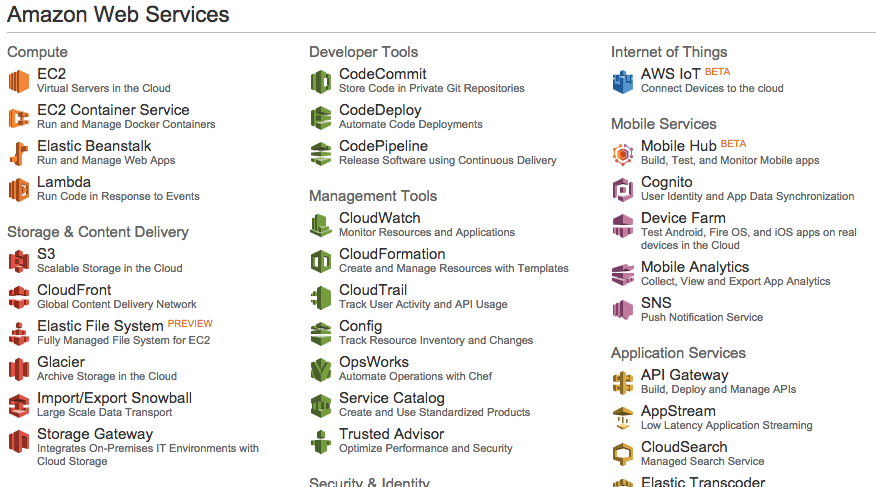 Amazon Web Services
Compute
EC2
Virtual Servers in the Cloud
EC2 Container Service
Run and Manage Docker Containers
Elastic Beanstalk
Run and Manage Web Apps
Lambda
Run Code in Response to Events
Storage & Content Delivery
S3
Scalable Storage in the Cloud
CloudFront
Global Content Delivery Network
Elastic File System PREVIEW
Fully Managed File System for EC2
Glacier
Archive Storage in the Cloud
Import/Export Snowball
Large Scale Data Transport
Storage Gateway
Integrates On-Premises IT Environments with
Cloud Storage
Developer Tools
CodeCommit
Store Code in Private Git Repositories
CodeDeploy
Automate Code Deployments
CodePipeline
Release Software using Continuous Delivery
Management Tools
CloudWatch
Monitor Resources and Applications
CloudFormation
Create and Manage Resources with Templates
CloudTrail
Track User Activity and API Usage
Config
Track Resource Inventory and Changes
OpsWorks
Automate Operations with Chef
Service Catalog
Create and Use Standardized Products
Trusted Advisor
Optimize Performance and Security
Security & Identity
Internet of Things
AWS IoT BETA
Connect Devices to the cloud
Mobile Services
Mobile Hub BETA
Build, Test, and Monitor Mobile apps
Cognito
User Identity and App Data Synchronization
Device Farm
Test Android, Fire OS, and iOS apps on real
devices in the Cloud
Mobile Analytics
Collect, View and Export App Analytics
SNS
Push Notification Service
Application Services
API Gateway
Build, Deploy and Manage APIs
AppStream
Low Latency Application Streaming
CloudSearch
Managed Search Service
Elastic Transcoder